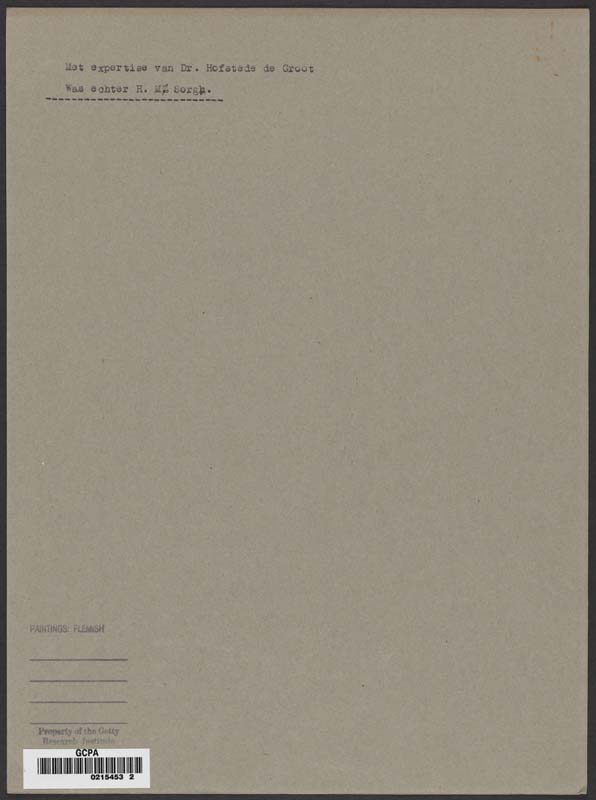 Met expertise van Dr. Hofstede de Groot
Was echter H. M. Sorgh.
PAINTINGS: FLEMISH
Property of the Getty
Research Institute
GCPA
0215453 2